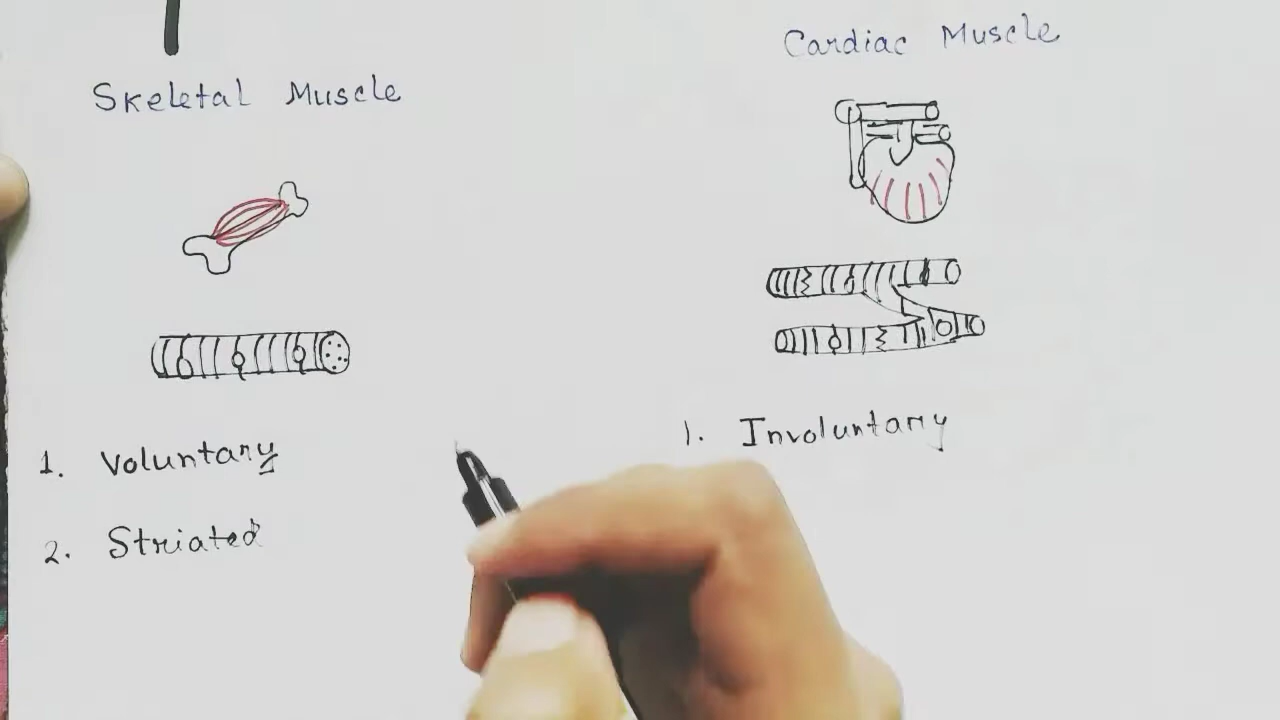 Skeletal Muscle
Cardiac Muscle
1. Voluntary
2. Striated
1. Involuntary